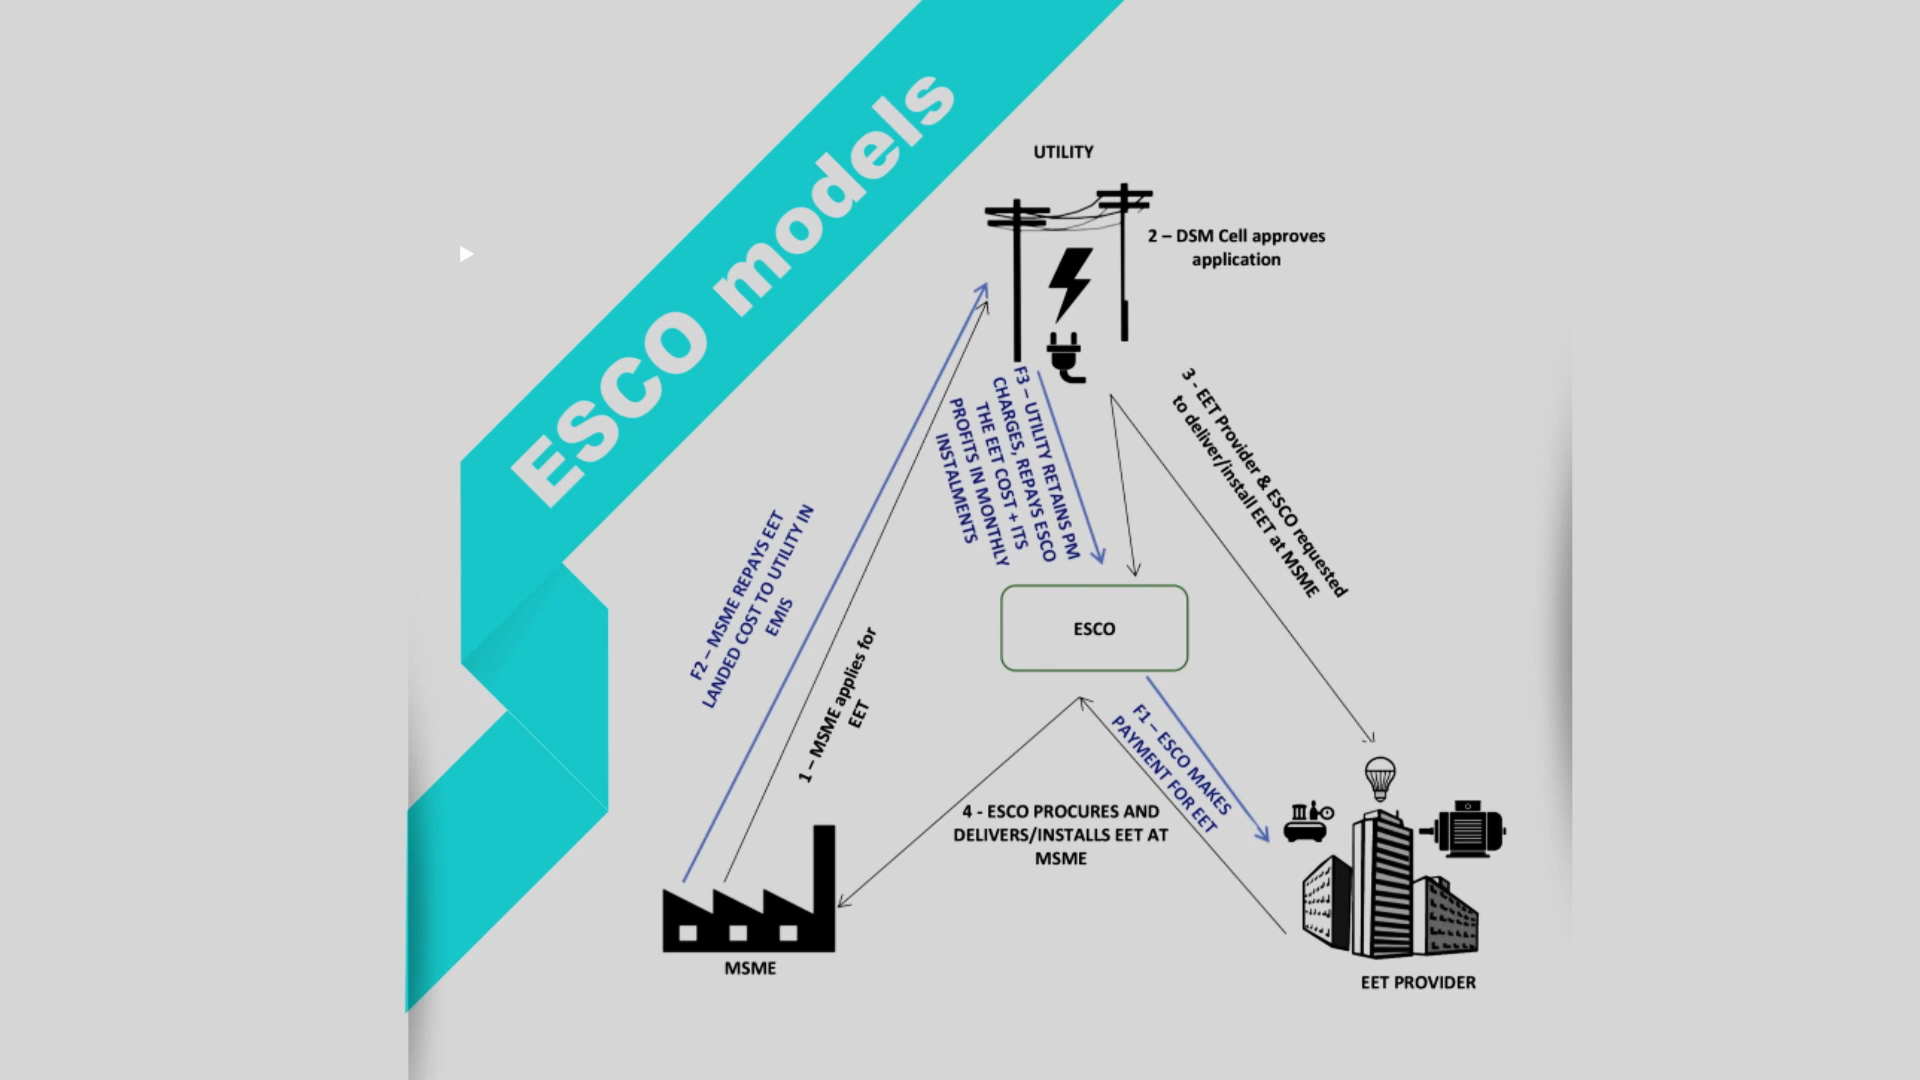 ESCO models
UTILITY
2 – DSM Cell approves
application
3 - EET Provider & ESCO requested
to deliver/install EET at MSME
F3 – UTILITY RETAINS PM
CHARGES, REPAYS ESCO
THE EET COST + ITS
PROFITS IN MONTHLY
INSTALMENTS
F2 – MSME REPAYS EET
LANDED COST TO UTILITY IN
EMIS
1 – MSME applies for
EET
ESCO
F1 – ESCO MAKES
PAYMENT FOR EET
4 - ESCO PROCURES AND
DELIVERS/INSTALLS EET AT
MSME
MSME
EET PROVIDER